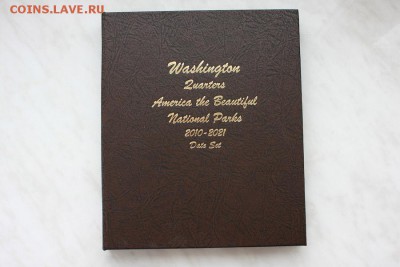 COINS.LAVE.RU
Washington
Quarters
America the Beautiful
National Parks
2010-2021
Date Set